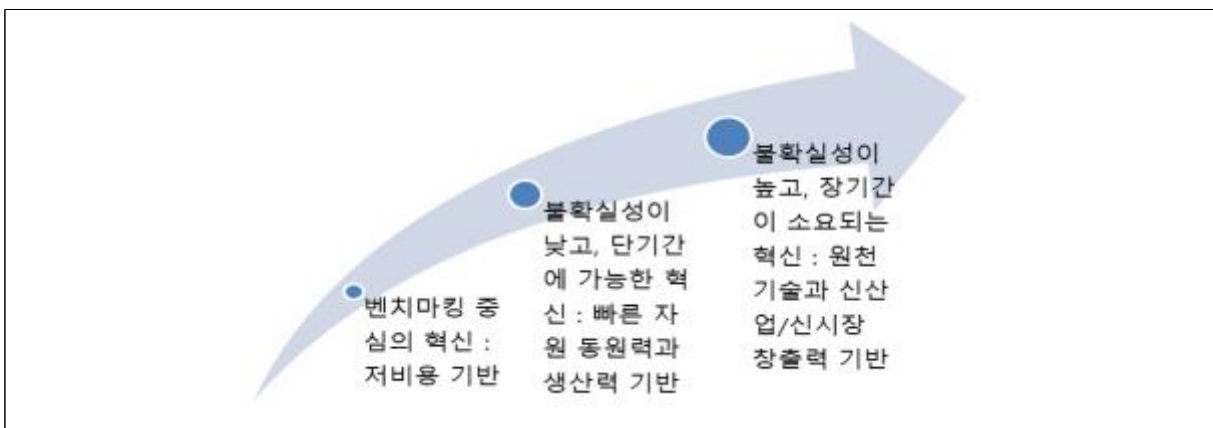 벤치마킹 중
심의 혁신 :
저비용 기반
불확실성이
낮고, 단기간
에 가능한 혁
신 : 빠른 자
원 동원력과
생산력 기반
불확실성이
높고, 장기간
이 소요되는
혁신 : 원천
기술과 신산
업/신시장
창출력 기반